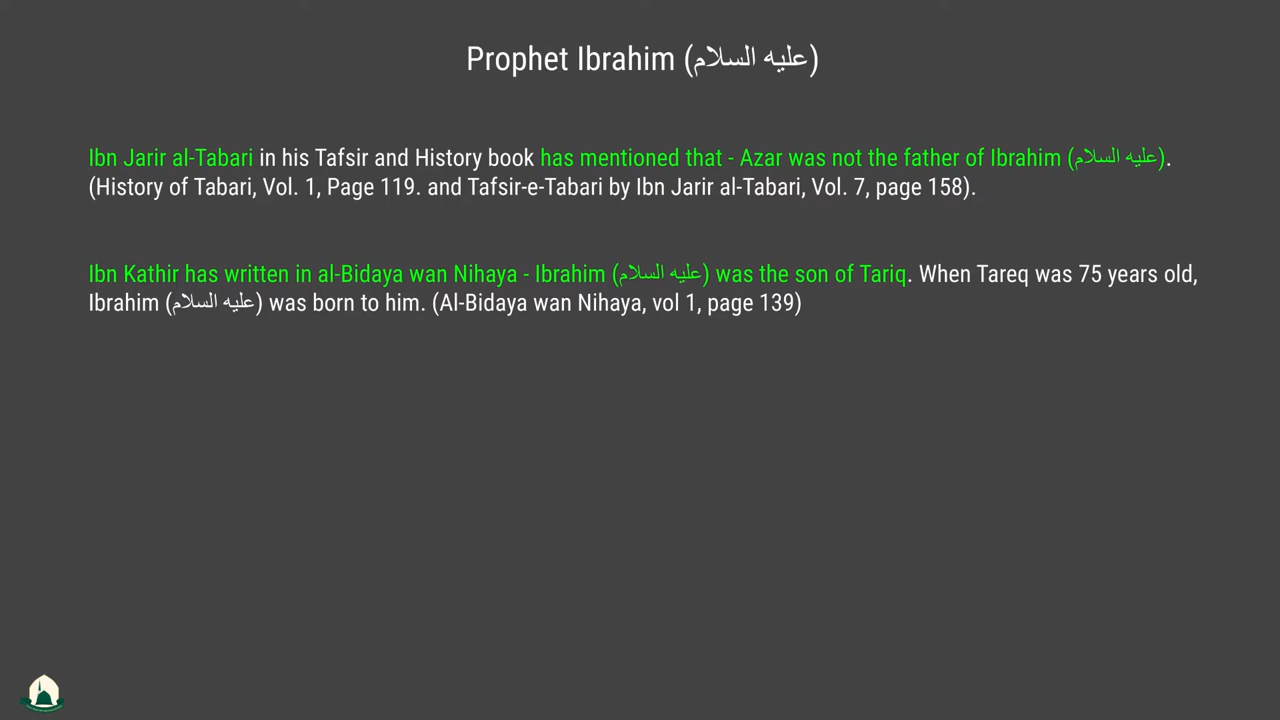 Prophet Ibrahim (عليه السلام)
Ibn Jarir al-Tabari in his Tafsir and History book has mentioned that - Azar was not the father of Ibrahim (عليه السلام).
(History of Tabari, Vol. 1, Page 119. and Tafsir-e-Tabari by Ibn Jarir al-Tabari, Vol. 7, page 158).
Ibn Kathir has written in al-Bidaya wan Nihaya - Ibrahim (عليه السلام) was the son of Tariq. When Tareq was 75 years old,
Ibrahim (عليه السلام) was born to him. (Al-Bidaya wan Nihaya, vol 1, page 139)